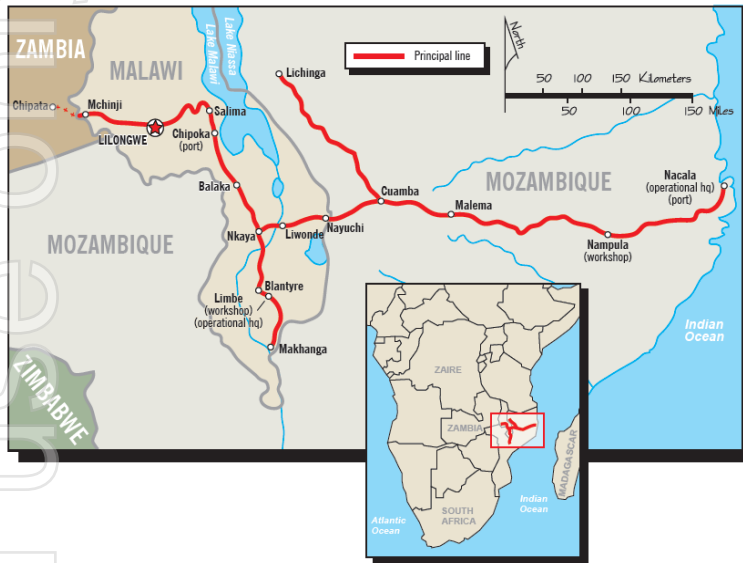 ZAMBIA
MALAWI
Lake Malawi
Lake Niassa
Principal line
North
50 100 150 Kilometers
50 100 150 Miles
Lichinga
Chipata
Mchinji
LILONGWE
Salima
Chipoka
(port)
Balaka
Cuamba
MOZAMBIQUE
Malema
Nacala
(operational hq)
(port)
MOZAMBIQUE
Nkaya
Liwonde
Nayuchi
Nampula
(workshop)
Blantyre
Limbe
(workshop)
(operational hq)
Makhanga
Indian
Ocean
ZIMBABWE
ZAIRE
ZAMBIA
MADAGASCAR
SOUTH
AFRICA
Indian
Ocean
Atlantic
Ocean